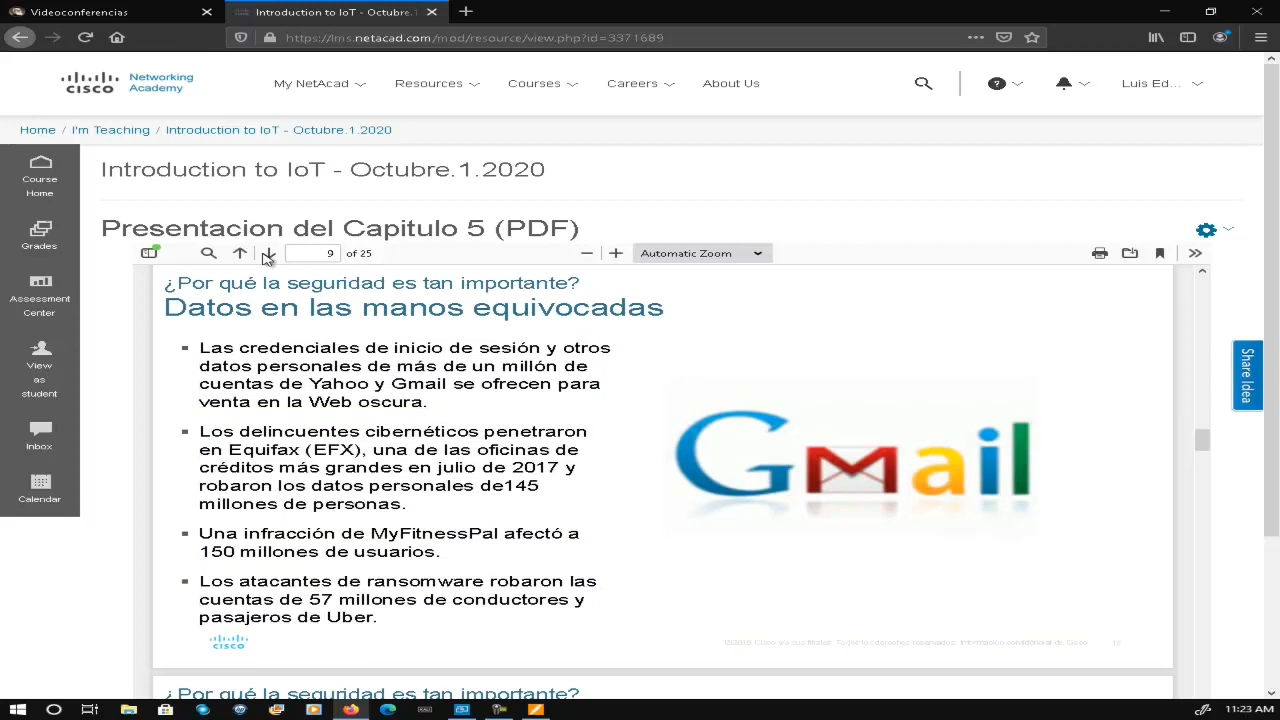 Videoconferencias
Introduction to IoT - Octubre.1
https://lms.netacad.com/mod/resource/view.php?id=3371689
CISCO
Networking
Academy
My NetAcad
Resources
Courses
Careers
About Us
Luis Ed...
Home / I'm Teaching / Introduction to IoT - Octubre.1.2020
Course
Home
Grades
Assessment
Center
View
as
student
Inbox
Calendar
Introduction to IoT - Octubre.1.2020
Presentacion del Capitulo 5 (PDF)
9 of 25
Automatic Zoom
¿Por qué la seguridad es tan importante?
Datos en las manos equivocadas
Las credenciales de inicio de sesión y otros
datos personales de más de un millón de
cuentas de Yahoo y Gmail se ofrecen para
venta en la Web oscura.
Los delincuentes cibernéticos penetraron
en Equifax (EFX), una de las oficinas de
créditos más grandes en julio de 2017 y
robaron los datos personales de145
millones de personas.
Una infracción de MyFitnessPal afectó a
150 millones de usuarios.
Los atacantes de ransomware robaron las
cuentas de 57 millones de conductores y
pasajeros de Uber.
Gmail
CISCO
Share Idea
¿Por qué la seguridad es tan importante?
11:23 AM